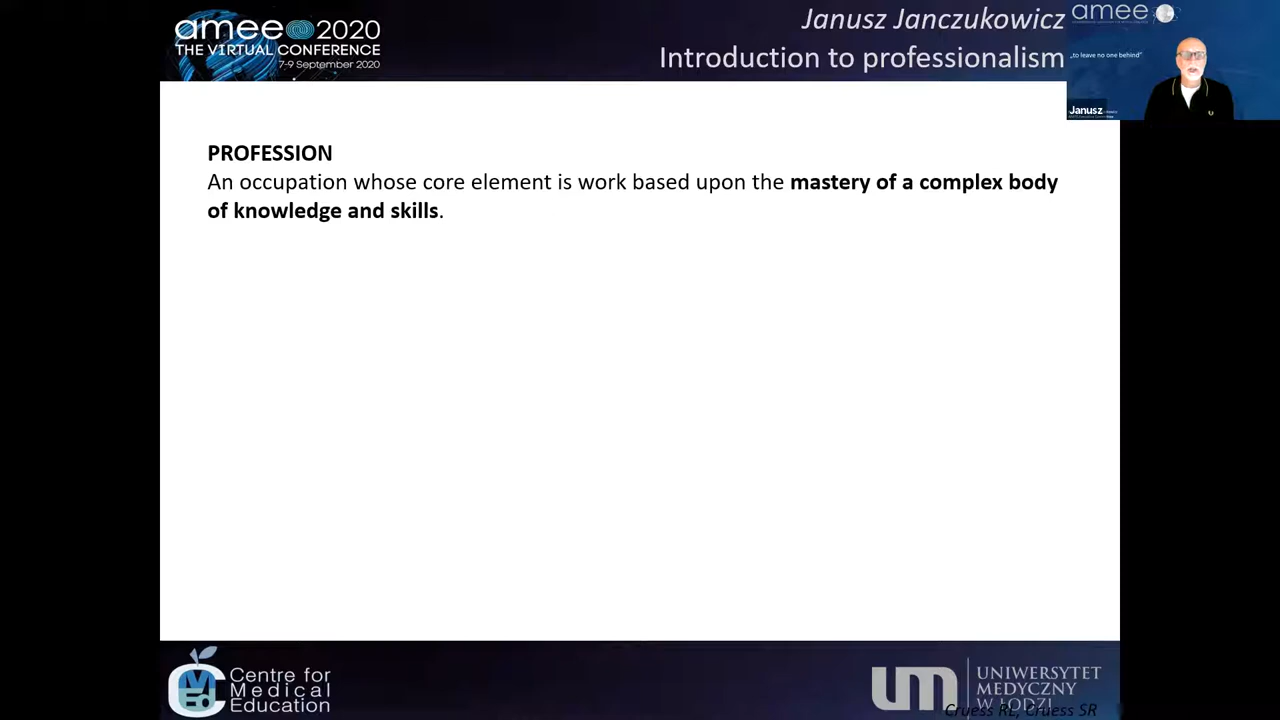 amee 2020
THE VIRTUAL CONFERENCE
7-9 September 2020
Janusz Janczukowicz
Introduction to professionalism
amee
„to leave no one behind"
Janusz
PROFESSION
An occupation whose core element is work based upon the mastery of a complex body
of knowledge and skills.
Centre for
Medical
Education
um
UNIWERSYTET
MEDYCZNY
W ŁODZI
Cruess RL, Cruess SR